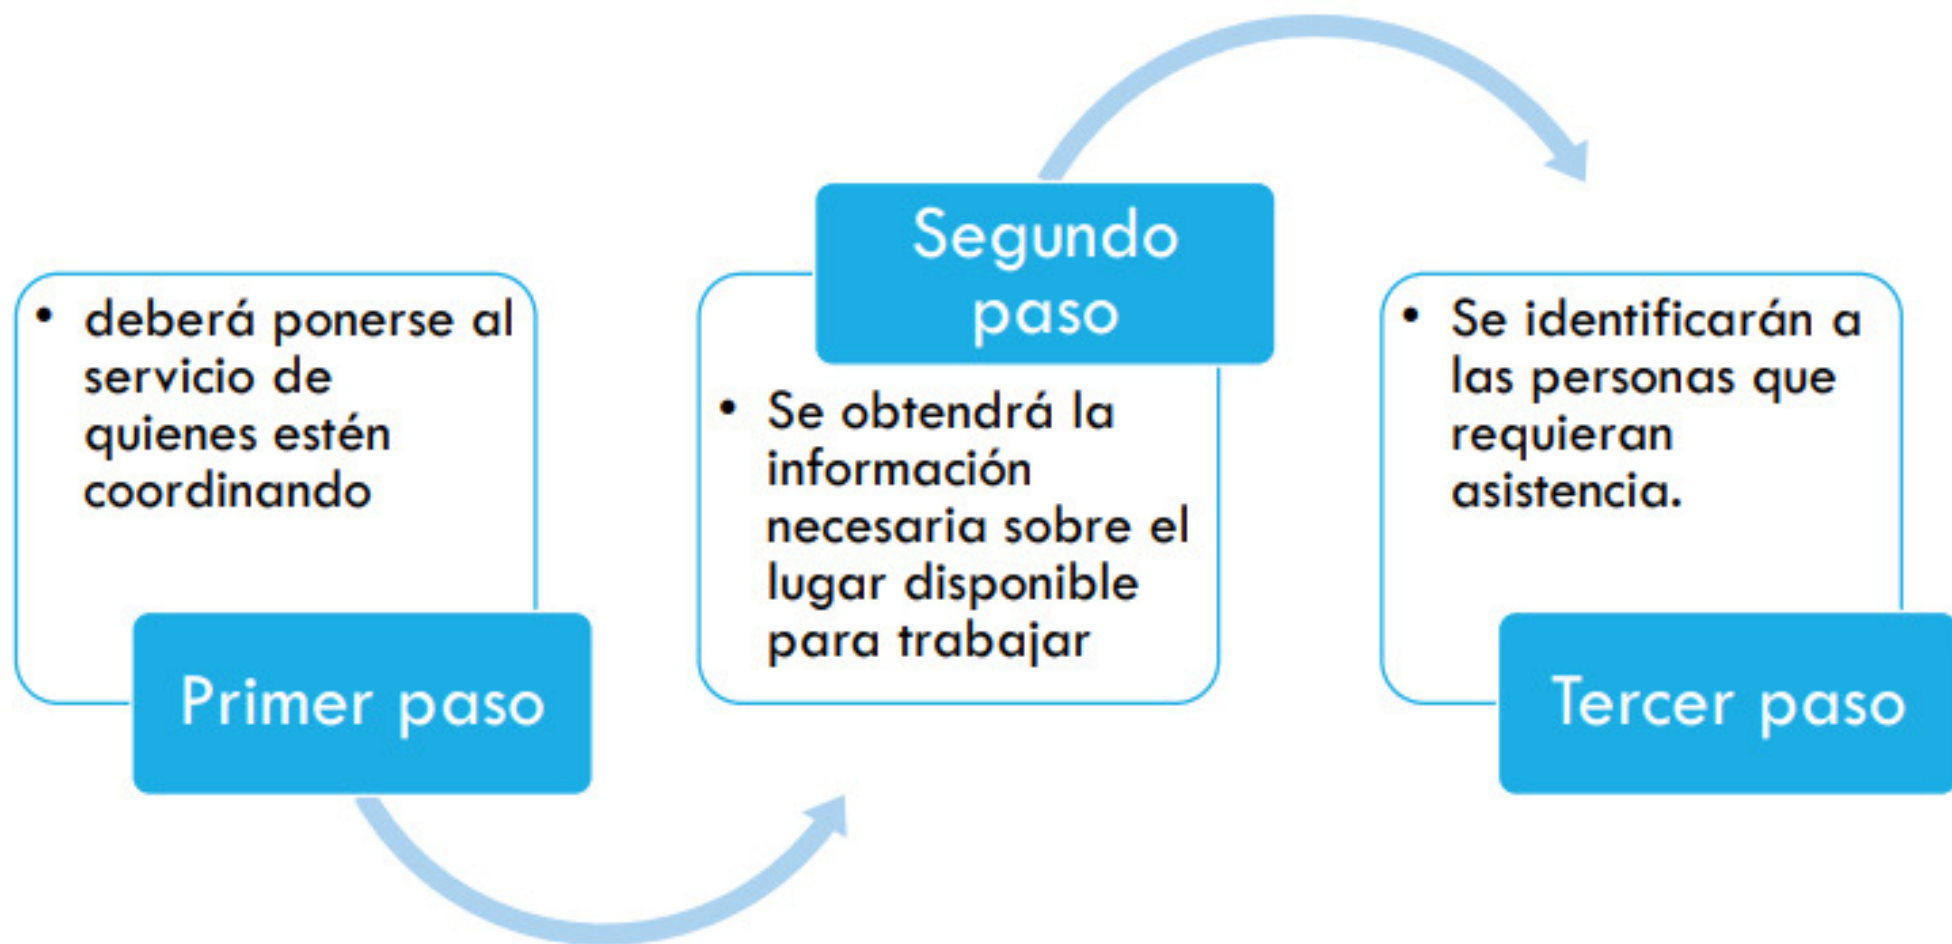 • deberá ponerse al
servicio de
quienes estén
coordinando
Primer paso
Segundo
paso
• Se obtendrá la
información
necesaria sobre el
lugar disponible
para trabajar
• Se identificarán a
las personas que
requieran
asistencia.
Tercer paso